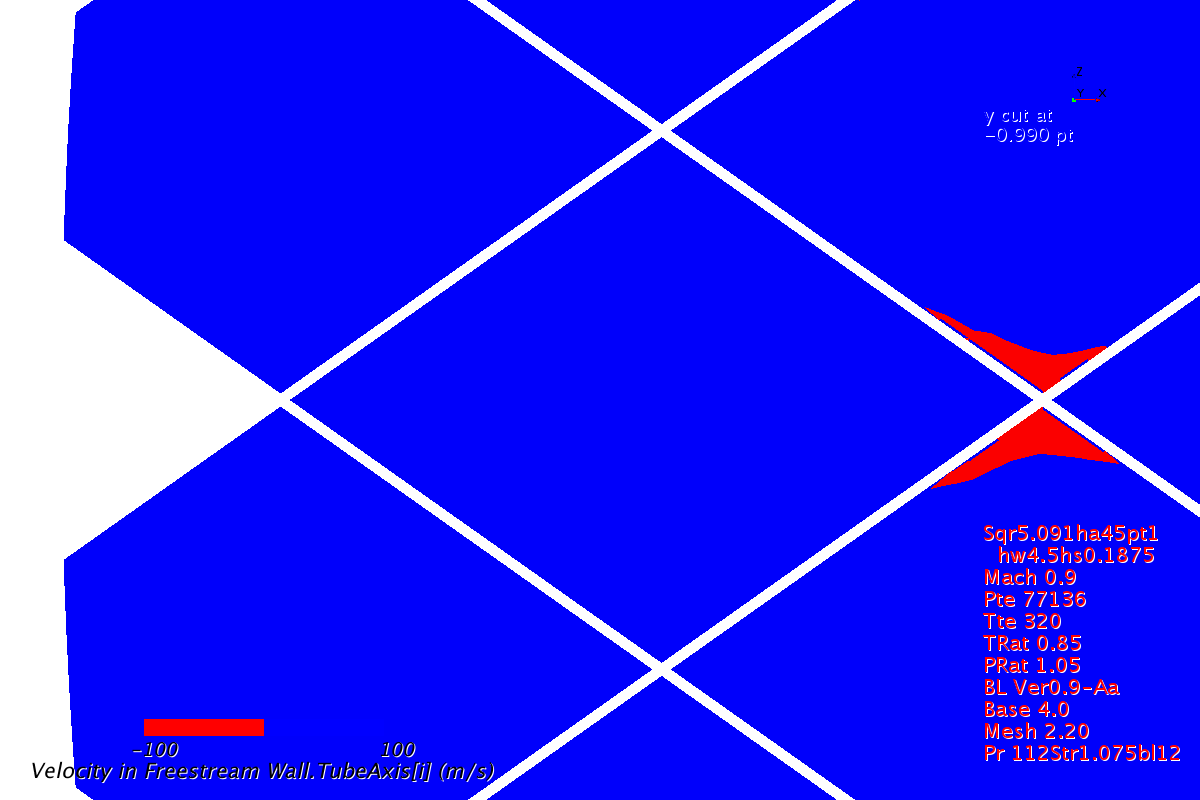 Z
Y X
y cut at
−0.990 pt
Sqr5.091ha45pt1
hw4.5hs0.1875
Mach 0.9
Pte 77136
Tte 320
TRat 0.85
PRat 1.05
BL Ver0.9−Aa
Base 4.0
Mesh 2.20
Pr 112Str1.075bl12
−100 100
Velocity in Freestream Wall.TubeAxis[i] (m/s)